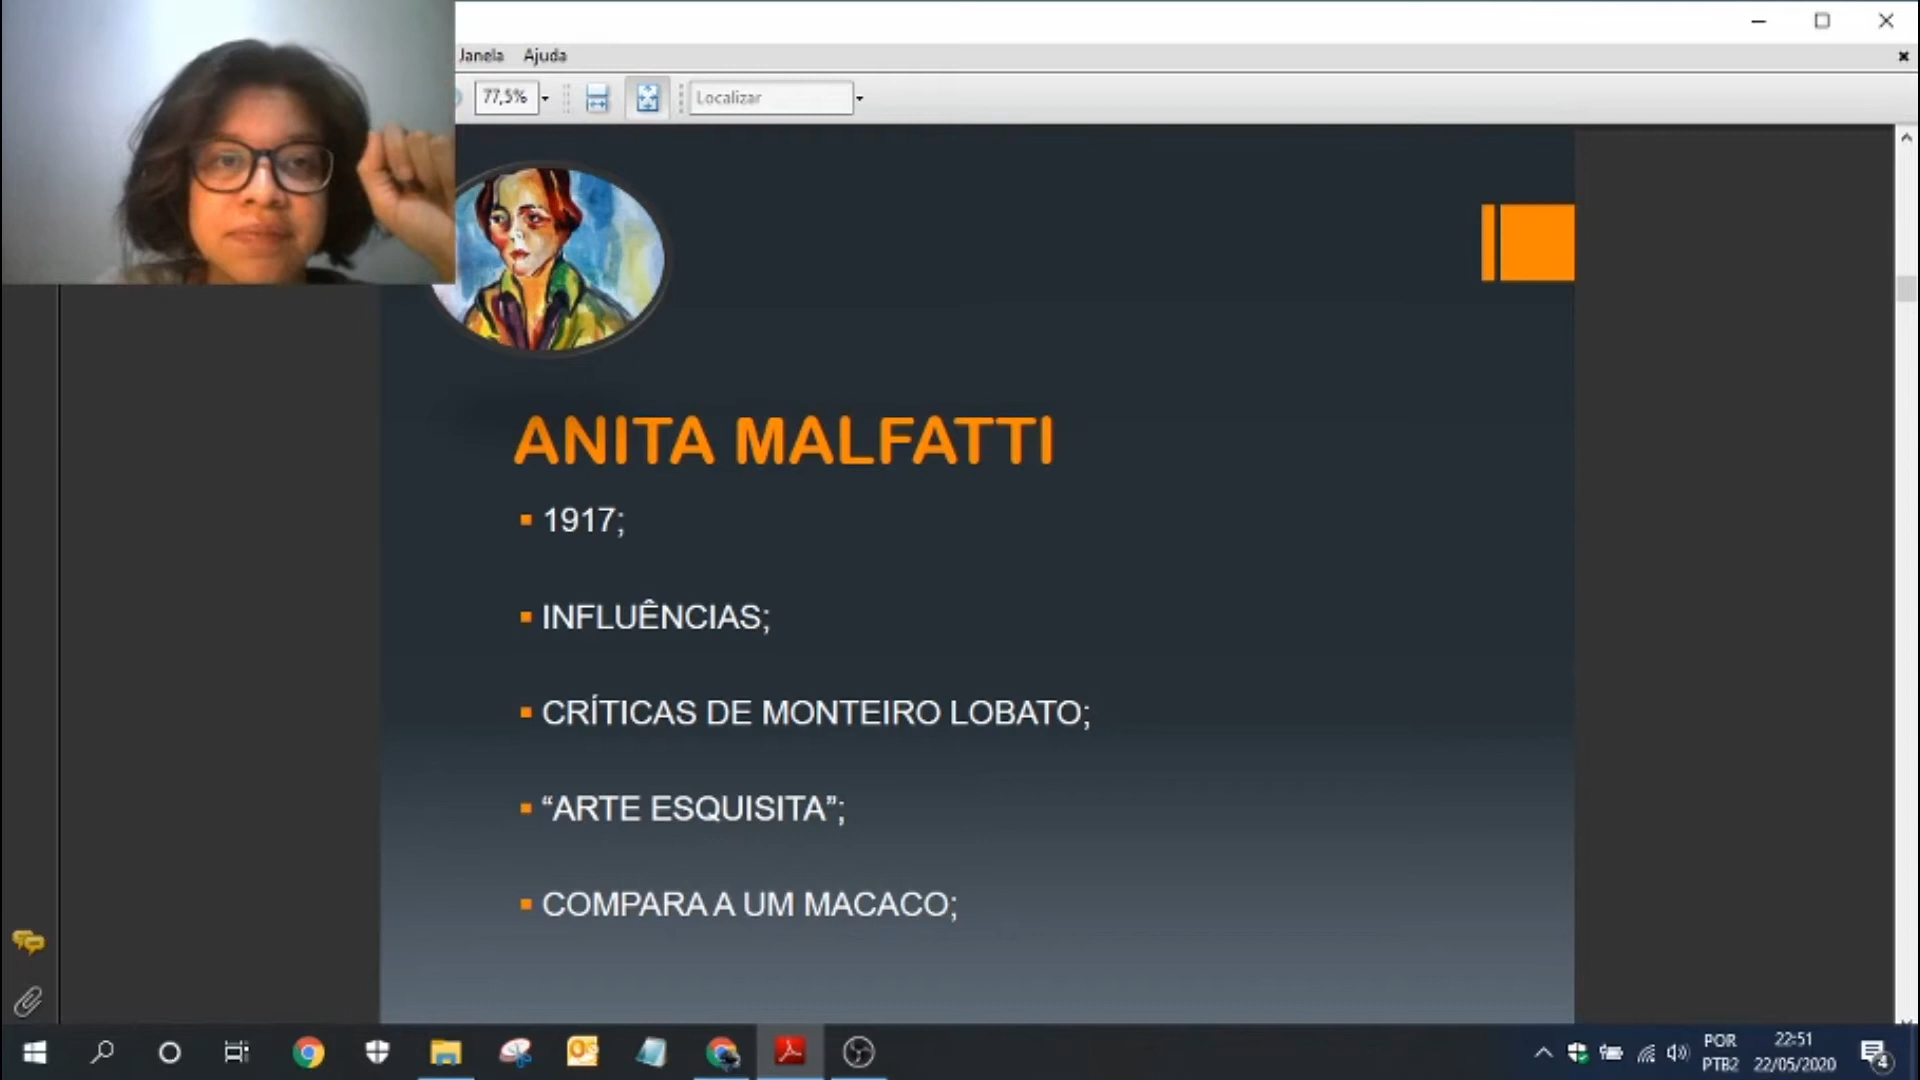 Janela Ajuda
77,5%
Localizar
ANITA MALFATTI
1917;
INFLUÊNCIAS;
CRÍTICAS DE MONTEIRO LOBATO;
“ARTE ESQUISITA”;
COMPARA A UM MACACO;
POR
PTB2
22:51
22/05/2020
4